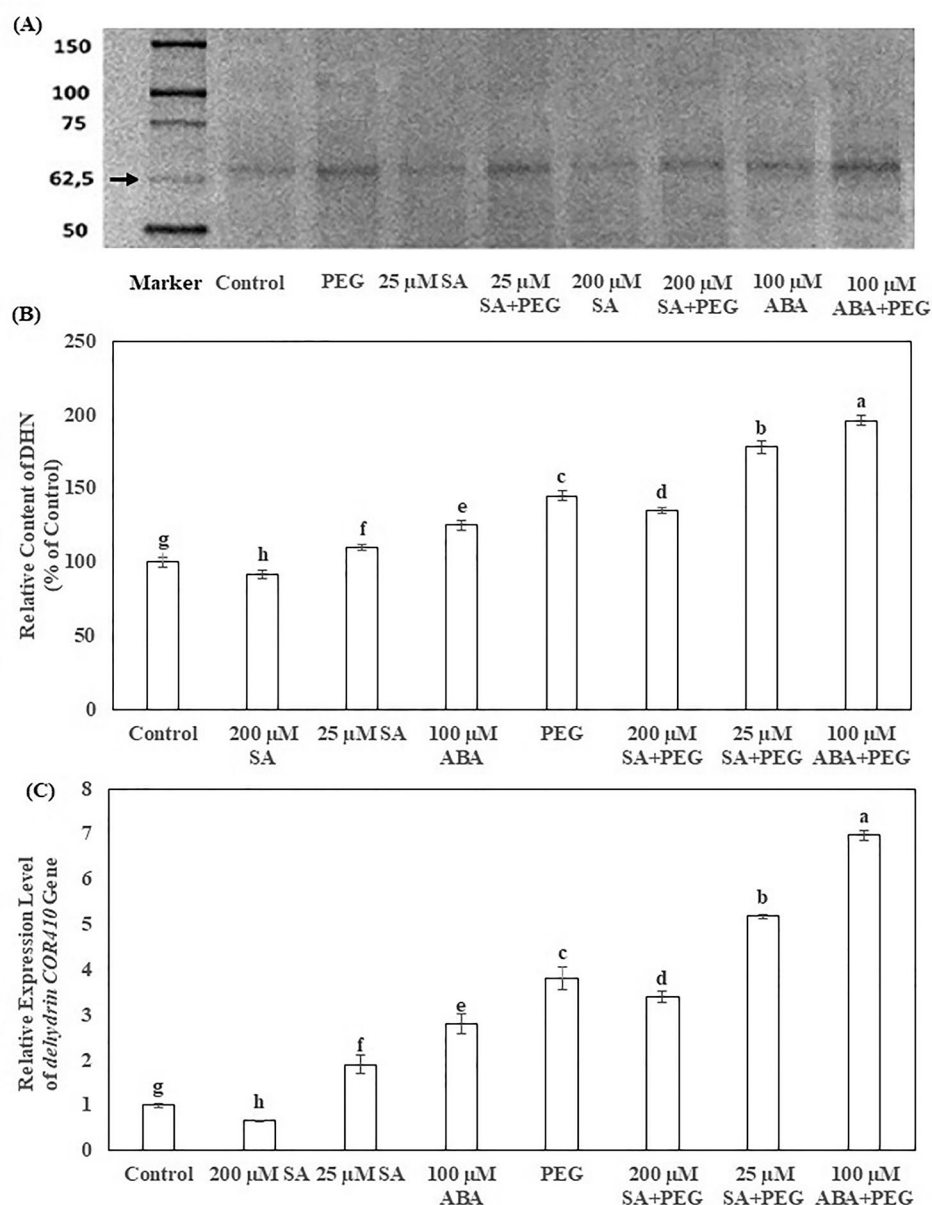 (A)
150
100
75
62,5
50
Marker Control PEG 25 µM SA 25 µM 200 µM 200 µM 100 µM 100 µM
SA+PEG SA SA+PEG ABA ABA+PEG
(B)
Relative Content of DHN
(% of Control)
250
200
150
100
50
0
g
h
f
e
c
d
b
a
Control 200 µM 25 µM SA 100 µM PEG 200 µM 25 µM 100 µM
SA ABA SA+PEG SA+PEG ABA+PEG
(C)
Relative Expression Level
of dehydrin COR410 Gene
8
7
6
5
4
3
2
1
0
g
h
f
e
c
d
b
a
Control 200 µM SA 25 µM SA 100 µM PEG 200 µM 25 µM 100 µM
ABA SA+PEG SA+PEG ABA+PEG